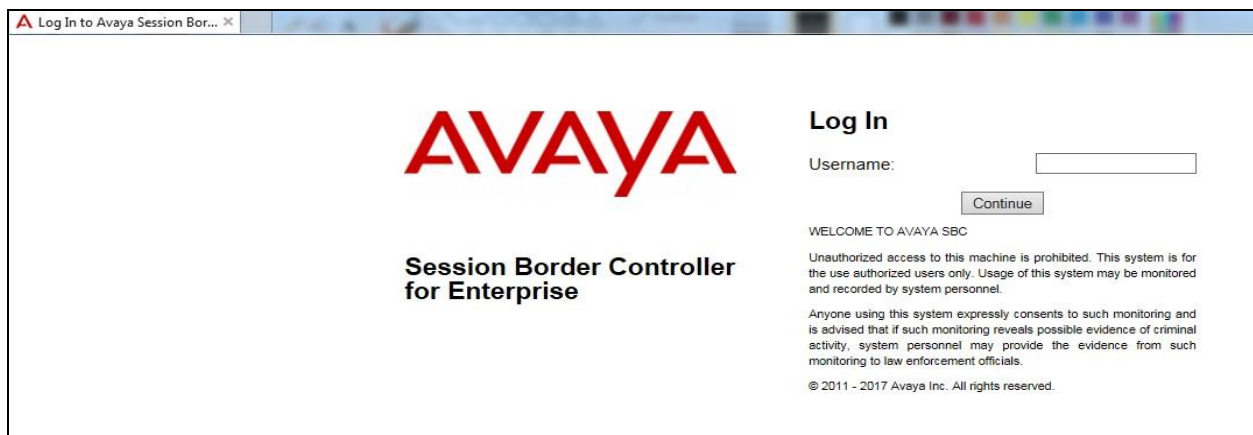 Log In to Avaya Session Bor...
AVAYA
Session Border Controller
for Enterprise
Log In
Username:
Continue
WELCOME TO AVAYA SBC
Unauthorized access to this machine is prohibited. This system is for
the use authorized users only. Usage of this system may be monitored
and recorded by system personnel.
Anyone using this system expressly consents to such monitoring and
is advised that if such monitoring reveals possible evidence of criminal
activity, system personnel may provide the evidence from such
monitoring to law enforcement officials.
© 2011 - 2017 Avaya Inc. All rights reserved.